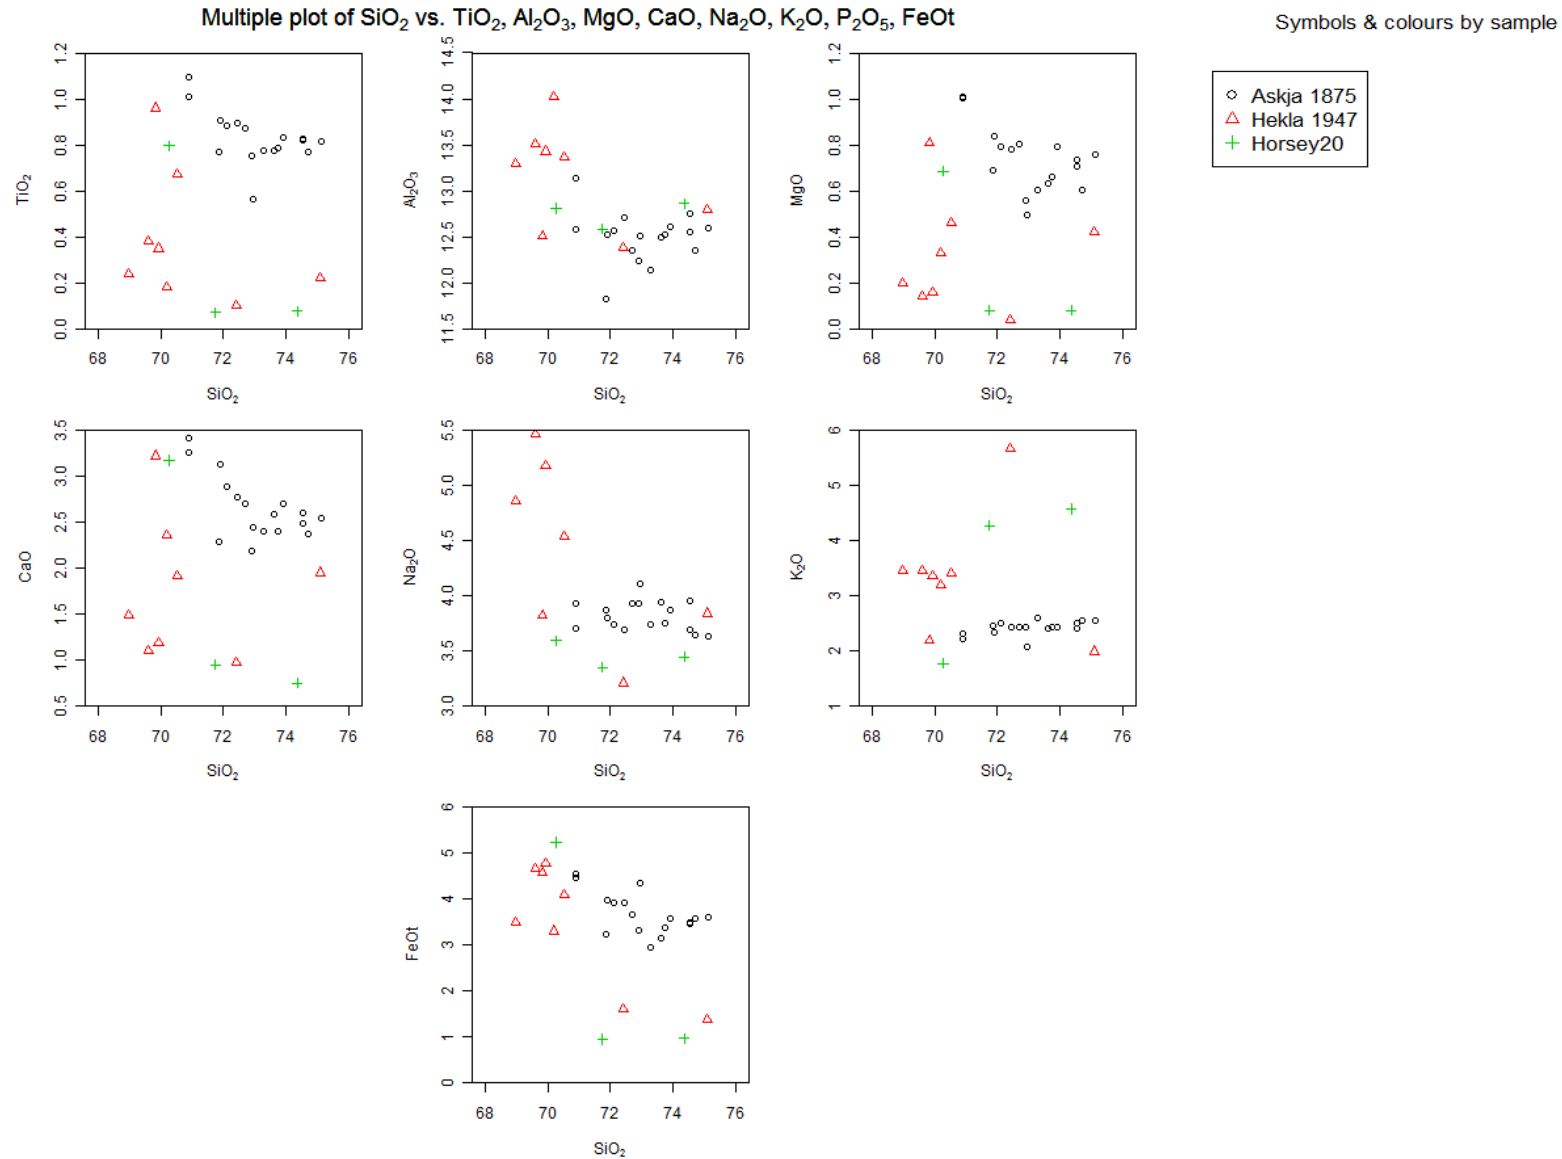 Multiple plot of SiO₂ vs. TiO₂, Al₂O₃, MgO, CaO, Na₂O, K₂O, P₂O₅, FeOt
Symbols & colours by sample
Askja 1875
Hekla 1947
Horsey20
TiO₂
0.0 0.2 0.4 0.6 0.8 1.0 1.2
68 70 72 74 76
SiO₂
Al₂O₃
11.5 12.0 12.5 13.0 13.5 14.0 14.5
68 70 72 74 76
SiO₂
MgO
0.0 0.2 0.4 0.6 0.8 1.0 1.2
68 70 72 74 76
SiO₂
CaO
0.5 1.0 1.5 2.0 2.5 3.0 3.5
68 70 72 74 76
SiO₂
Na₂O
3.0 3.5 4.0 4.5 5.0 5.5
68 70 72 74 76
SiO₂
K₂O
1 2 3 4 5 6
68 70 72 74 76
SiO₂
FeOt
0 1 2 3 4 5 6
68 70 72 74 76
SiO₂